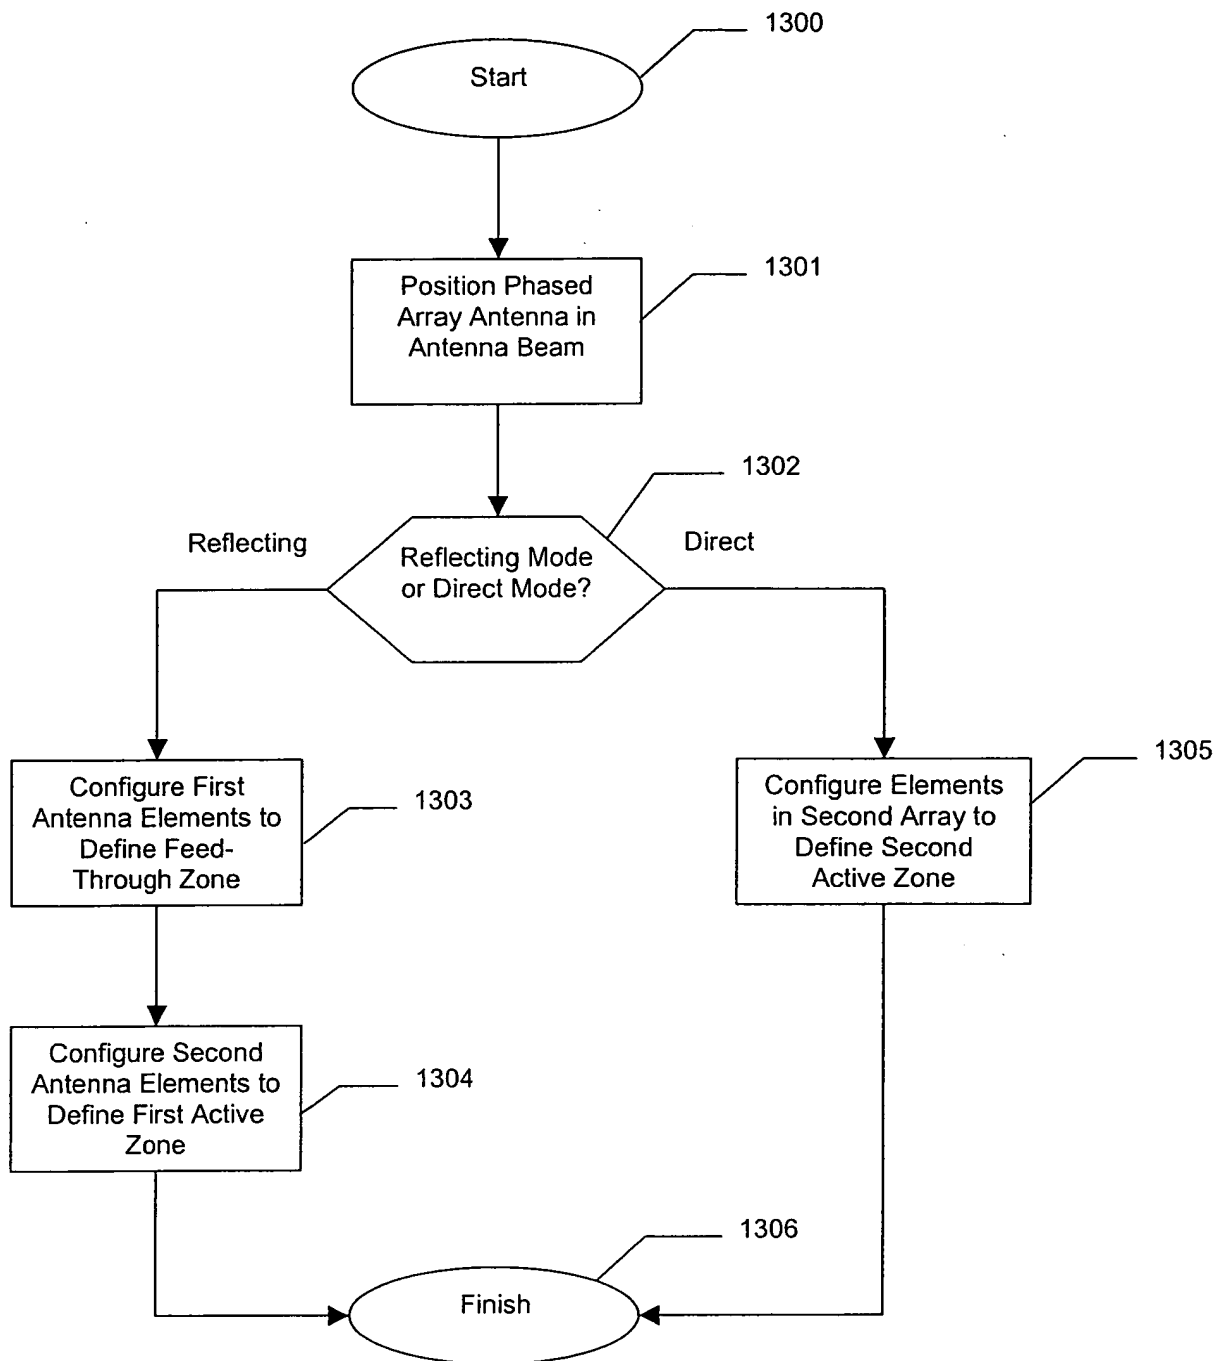 1300
Start
1301
Position Phased
Array Antenna in
Antenna Beam
1302
Reflecting
Direct
Reflecting Mode
or Direct Mode?
1305
Configure First
Antenna Elements to
Define Feed-
Through Zone
1303
Configure Elements
in Second Array to
Define Second
Active Zone
Configure Second
Antenna Elements to
Define First Active
Zone
1304
1306
Finish